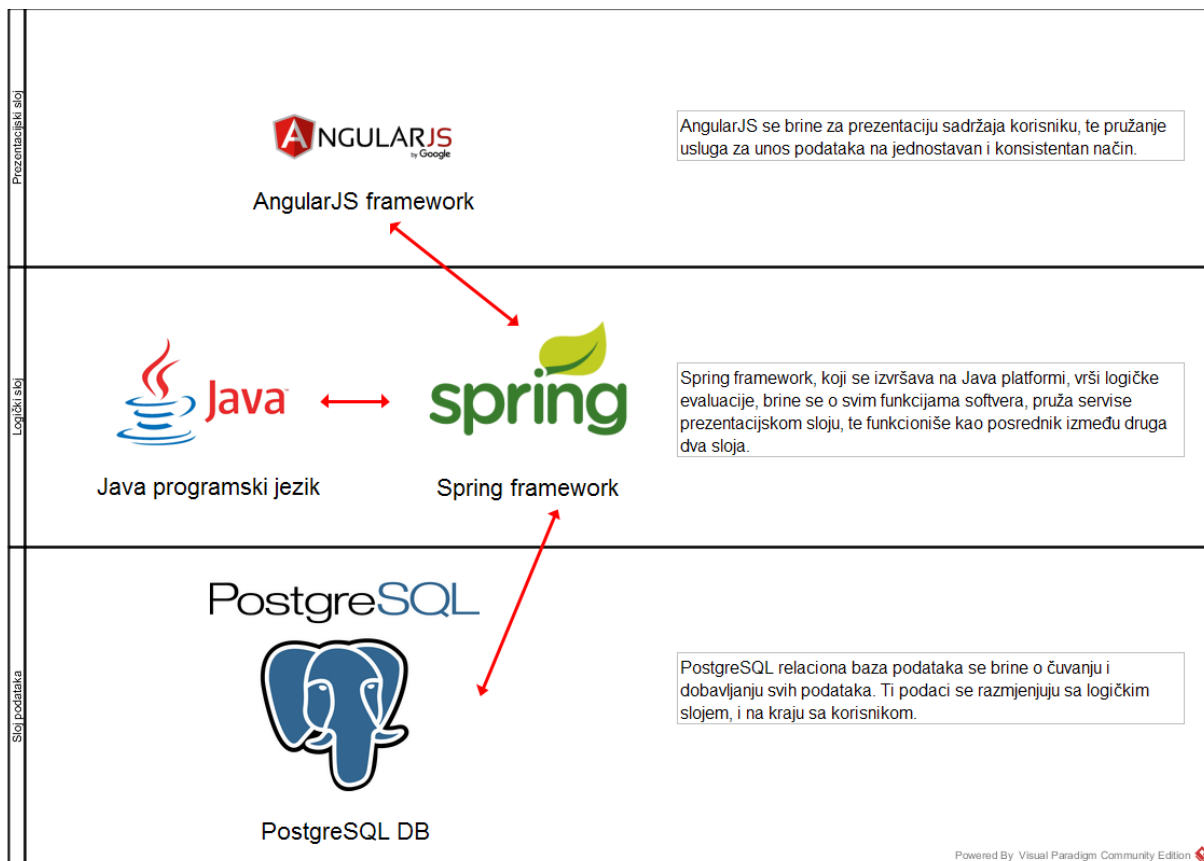 Prezentacijski sloj
ANGULARJS
by Google
AngularJS framework
AngularJS se brine za prezentaciju sadržaja korisniku, te pružanje
usluga za unos podataka na jednostavan i konsistentan način.
Logički sloj
Java™
Java programski jezik
spring
Spring framework
Spring framework, koji se izvršava na Java platformi, vrši logičke
evaluacije, brine se o svim funkcijama softvera, pruža servise
prezentacijskom sloju, te funkcioniše kao posrednik između druga
dva sloja.
Sloj podataka
PostgreSQL
PostgreSQL DB
PostgreSQL relaciona baza podataka se brine o čuvanju i
dobavljanju svih podataka. Ti podaci se razmjenjuju sa logičkim
slojem, i na kraju sa korisnikom.
Powered By Visual Paradigm Community Edition